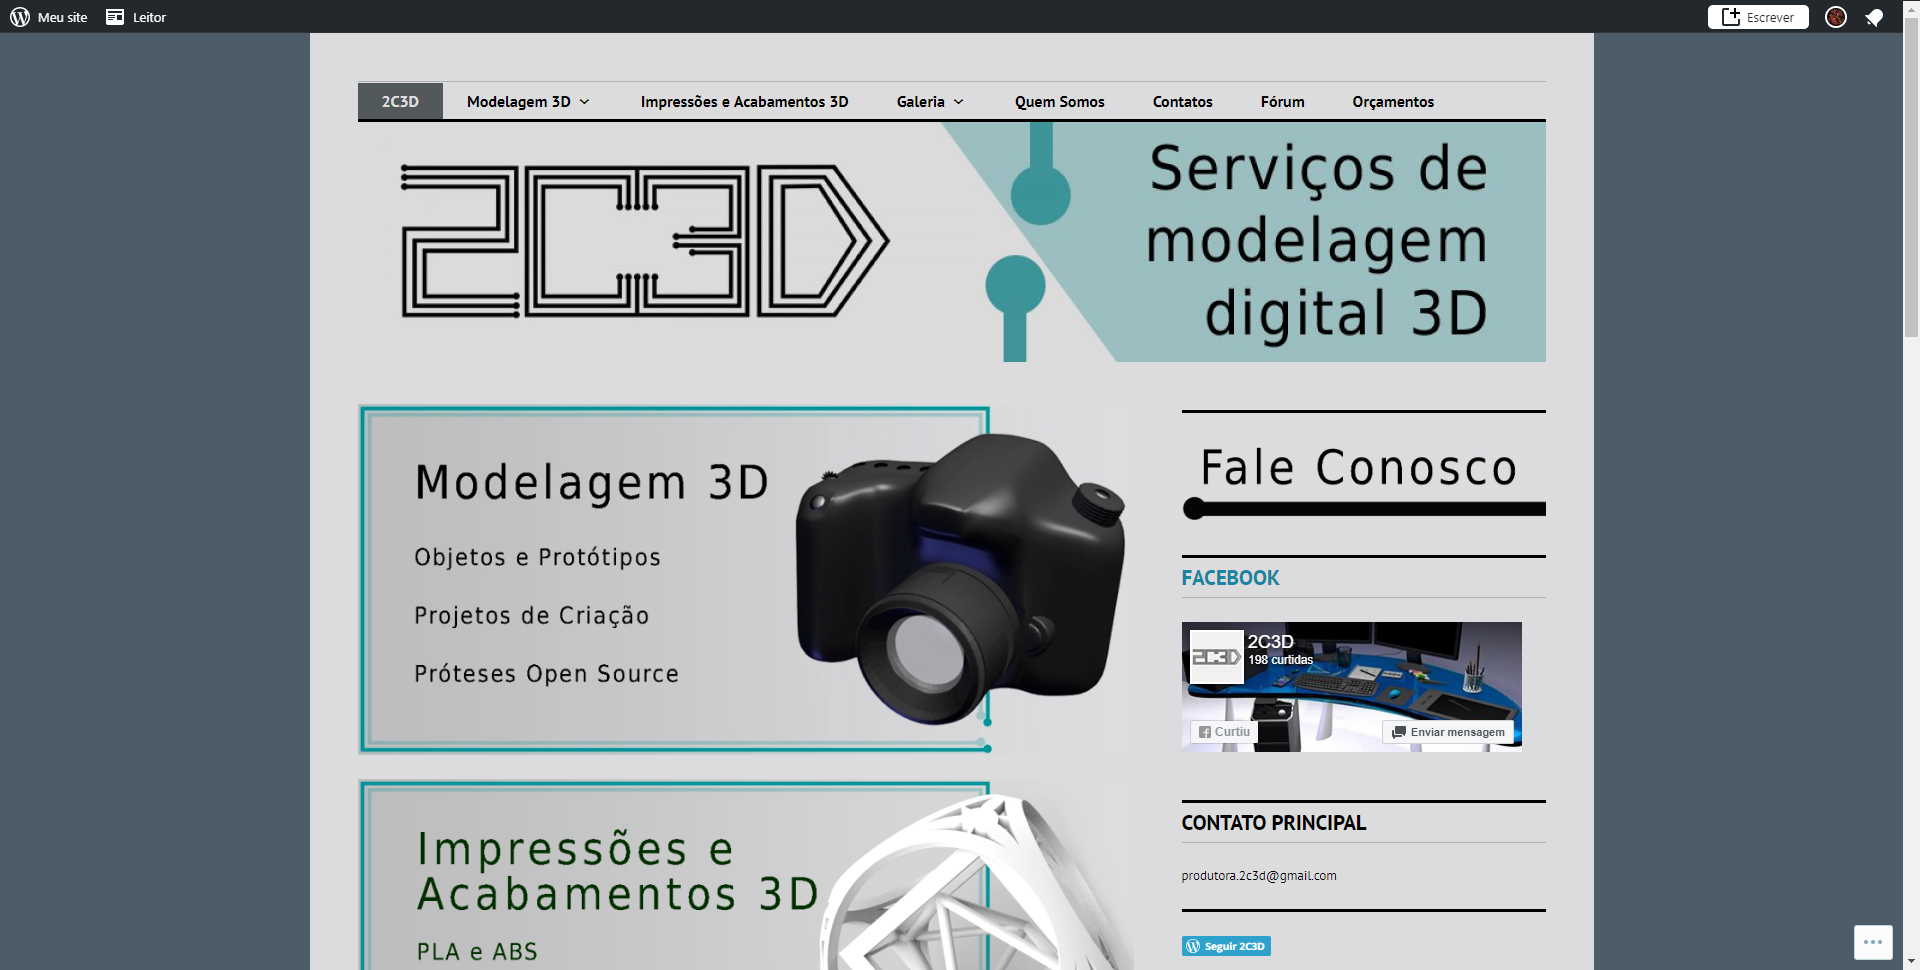 Meu site
Leitor
Escrever
2C3D
Modelagem 3D
Impressões e Acabamentos 3D
Galeria
Quem Somos
Contatos
Fórum
Orçamentos
2C3D
Serviços de
modelagem
digital 3D
Modelagem 3D
Objetos e Protótipos
Projetos de Criação
Próteses Open Source
Impressões e
Acabamentos 3D
PLA e ABS
Fale Conosco
FACEBOOK
2C3D
2C3D
198 curtidas
Curtiu
Enviar mensagem
CONTATO PRINCIPAL
produtora.2c3d@gmail.com
Seguir 2C3D